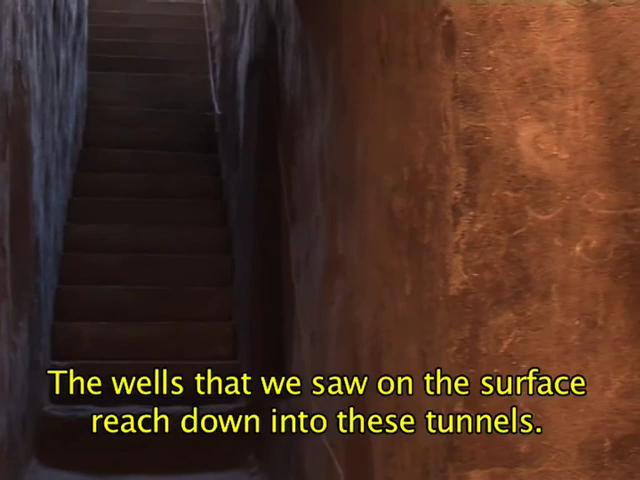 The wells that we saw on the surface
reach down into these tunnels.